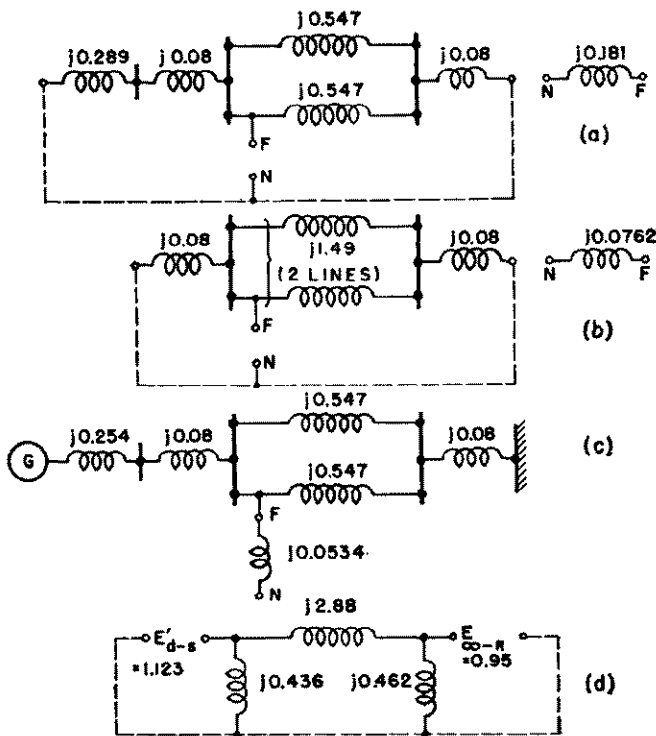 j0.547
j0.289 j0.08 j0.08 j0.181
j0.547
N F
F
(a)
N
j0.08 j1.49 j0.08 j0.0762
(2 LINES)
N F
F
(b)
N
j0.547
j0.254 j0.08 j0.08
(c)
G
j0.547
F
j0.0534
N
j2.88
E'd-s E∞-R
=1.123 =0.95
j0.436 j0.462
(d)